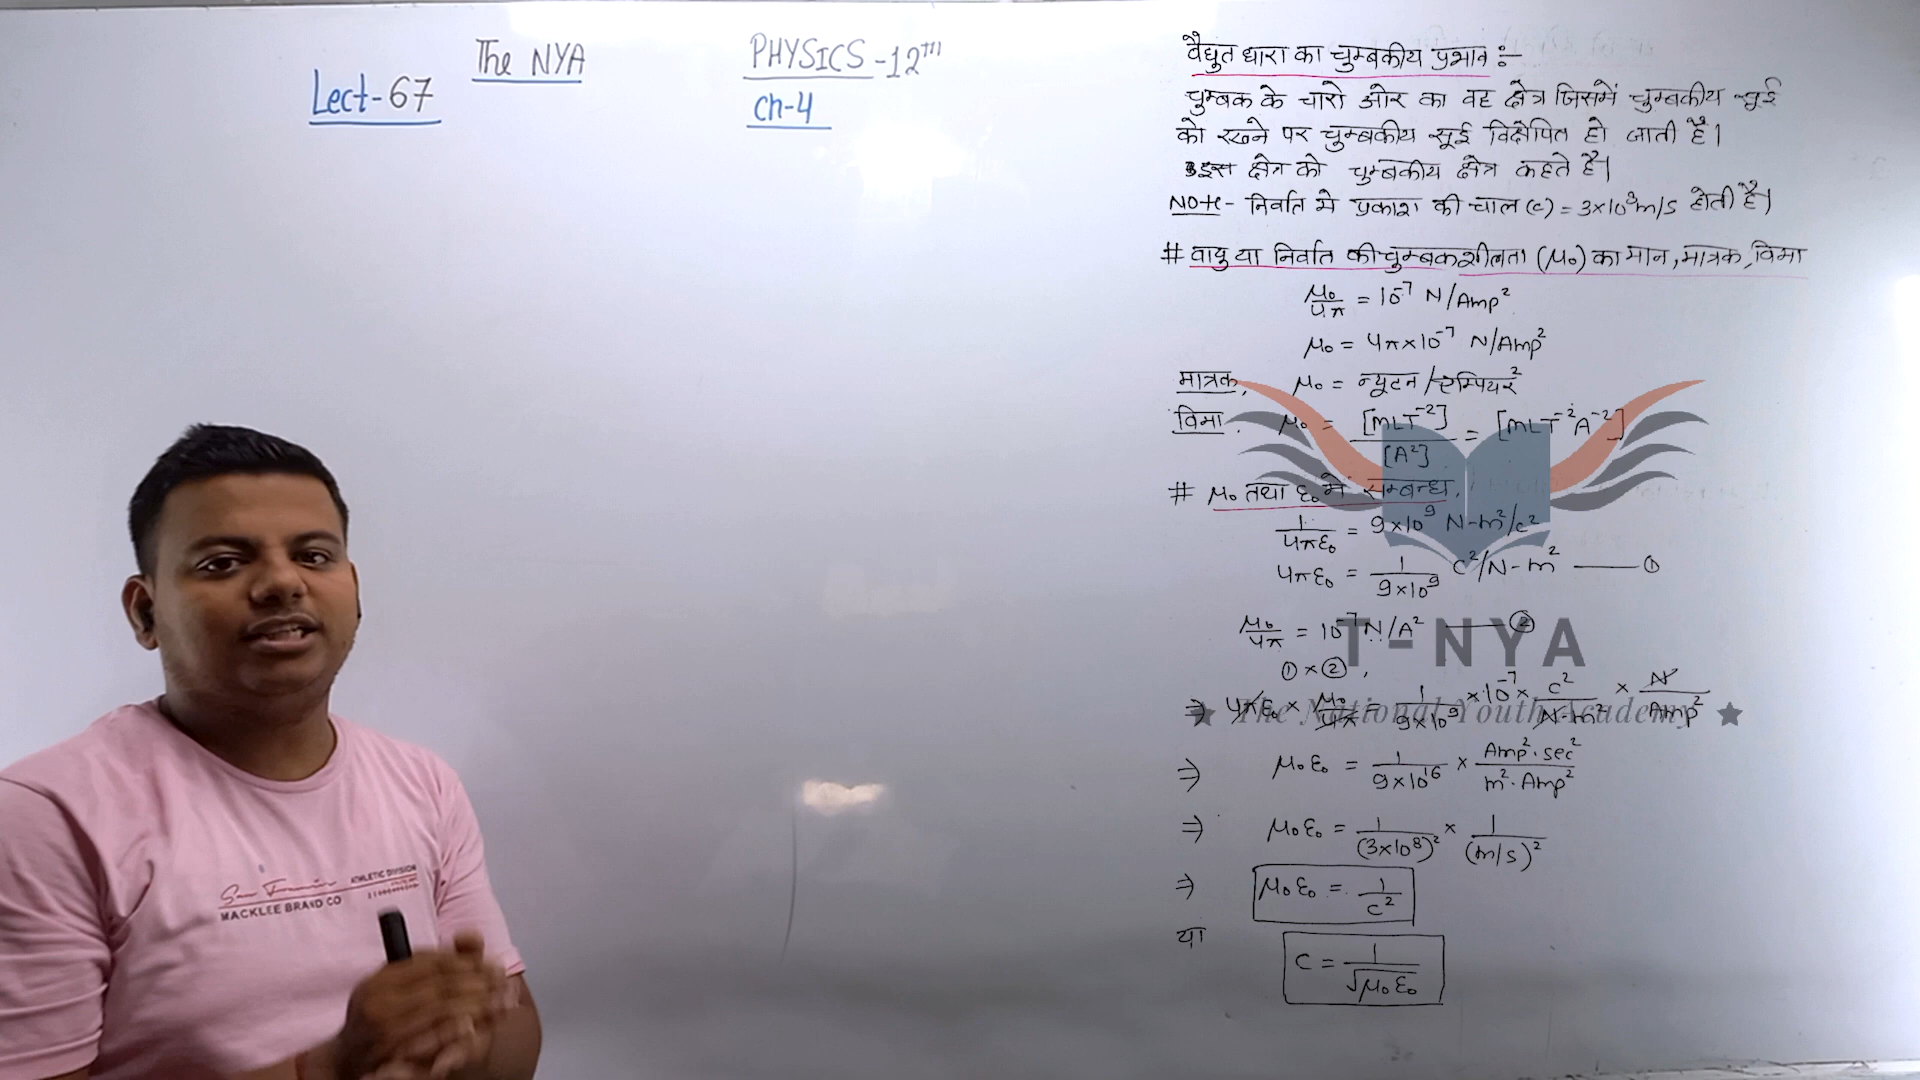 The NYA
Lect-67
PHYSICS-12TH
Ch-4
वैद्युत धारा का चुम्बकीय प्रभाव :-
चुम्बक के चारो ओर का वह क्षेत्र जिसमें चुम्बकीय सूई
को रखने पर चुम्बकीय सूई विक्षेपित हो जाती है।
इस क्षेत्र को चुम्बकीय क्षेत्र कहते है।
NOte- निर्वात मे प्रकाश की चाल (c) = 3×10⁸m/s होती है।
# वायु या निर्वात की चुम्बकशीलता (μ₀) का मान, मात्रक, विमा
μ₀/4π = 10⁻⁷ N/Amp²
μ₀ = 4π×10⁻⁷ N/Amp²
मात्रक, μ₀ = न्यूटन/ऐम्पियर²
विमा, μ₀ = [MLT⁻²]/[A²] = [MLT⁻²A⁻²]
# μ₀ तथा ε₀ मे सम्बन्ध,
1/4πε₀ = 9×10⁹ N-m²/c²
4πε₀ = 1/9×10⁹ C²/N-m² ——— ①
μ₀/4π = 10⁻⁷ N/A² ——— ②
T-NYA
① × ②,
⇒ 4πε₀ × μ₀/4π = 1/9×10⁹ × 10⁻⁷ × C²/N-m² × N/Amp²
★ The National Youth Academy ★
⇒ μ₀ε₀ = 1/9×10¹⁶ × Amp².sec²/m².Amp²
⇒ μ₀ε₀ = 1/(3×10⁸)² × 1/(m/s)²
⇒ μ₀ε₀ = 1/c²
या
C = 1/√μ₀ε₀
San Francisco
ATHLETIC DIVISION
MACKLEE BRAND CO